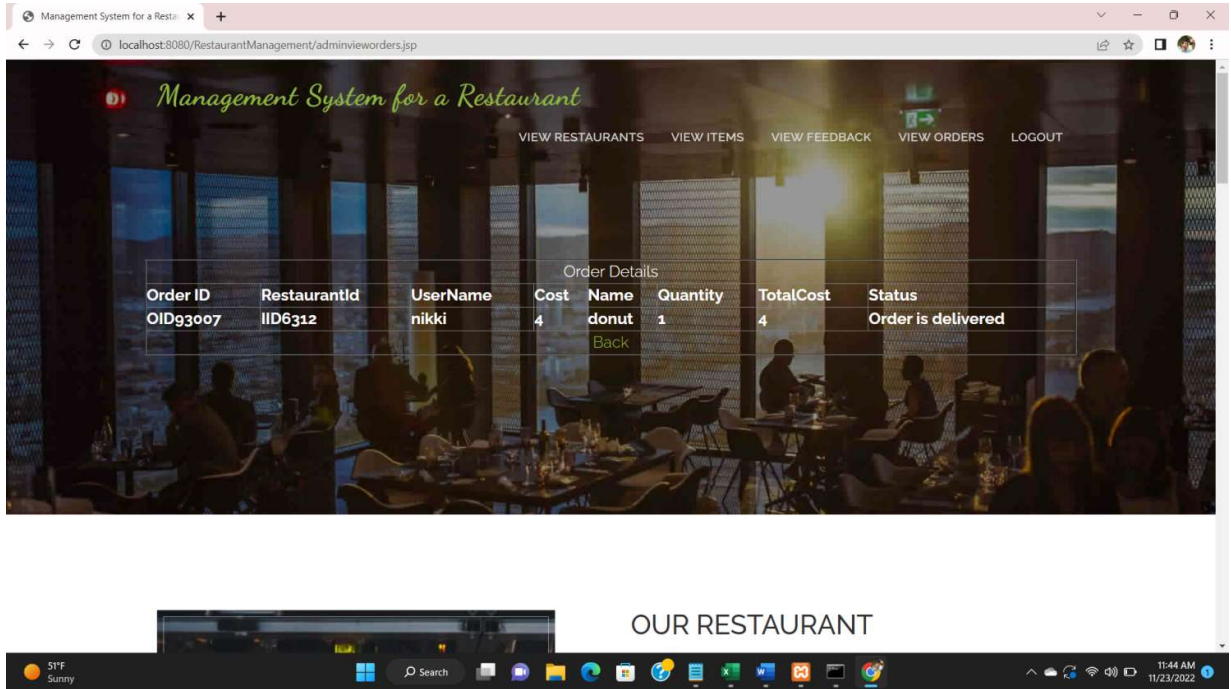 Management System for a Resta
localhost:8080/RestaurantManagement/adminvieworders.jsp
Management System for a Restaurant
VIEW RESTAURANTS VIEW ITEMS VIEW FEEDBACK VIEW ORDERS LOGOUT
Order Details
Order ID RestaurantId UserName Cost Name Quantity TotalCost Status
OID93007 IID6312 nikki 4 donut 1 4 Order is delivered
Back
OUR RESTAURANT
51°F
Sunny
Search
11:44 AM
11/23/2022
1